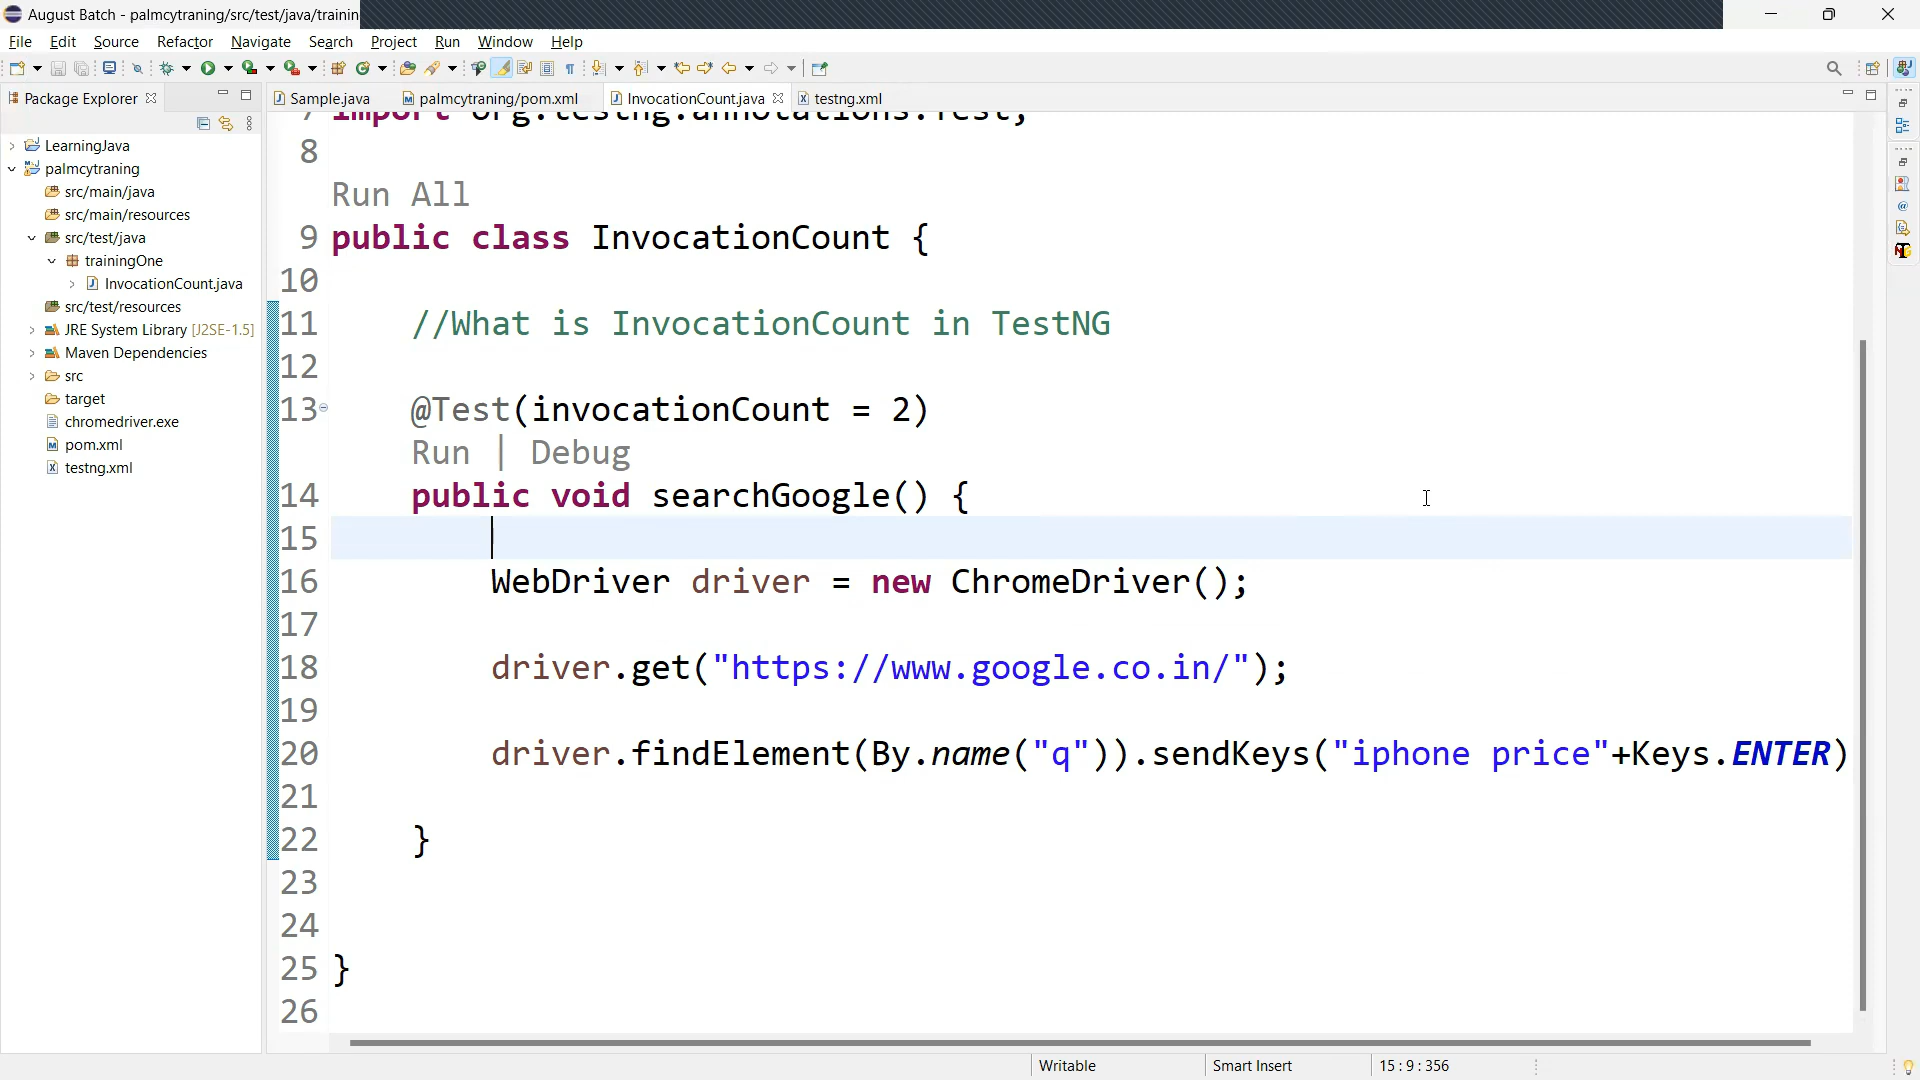 August Batch - palmcytraning/src/test/java/trainin
File Edit Source Refactor Navigate Search Project Run Window Help
Package Explorer
Sample.java palmcytraning/pom.xml InvocationCount.java testng.xml
LearningJava
palmcytraning
src/main/java
src/main/resources
src/test/java
trainingOne
InvocationCount.java
src/test/resources
JRE System Library [J2SE-1.5]
Maven Dependencies
src
target
chromedriver.exe
pom.xml
testng.xml
7 import org.testng.annotations.Test;
8
Run All
9 public class InvocationCount {
10
11 //What is InvocationCount in TestNG
12
13 @Test(invocationCount = 2)
Run | Debug
14 public void searchGoogle() {
15
16 WebDriver driver = new ChromeDriver();
17
18 driver.get("https://www.google.co.in/");
19
20 driver.findElement(By.name("q")).sendKeys("iphone price"+Keys.ENTER)
21
22 }
23
24
25 }
26
Writable Smart Insert 15 : 9 : 356